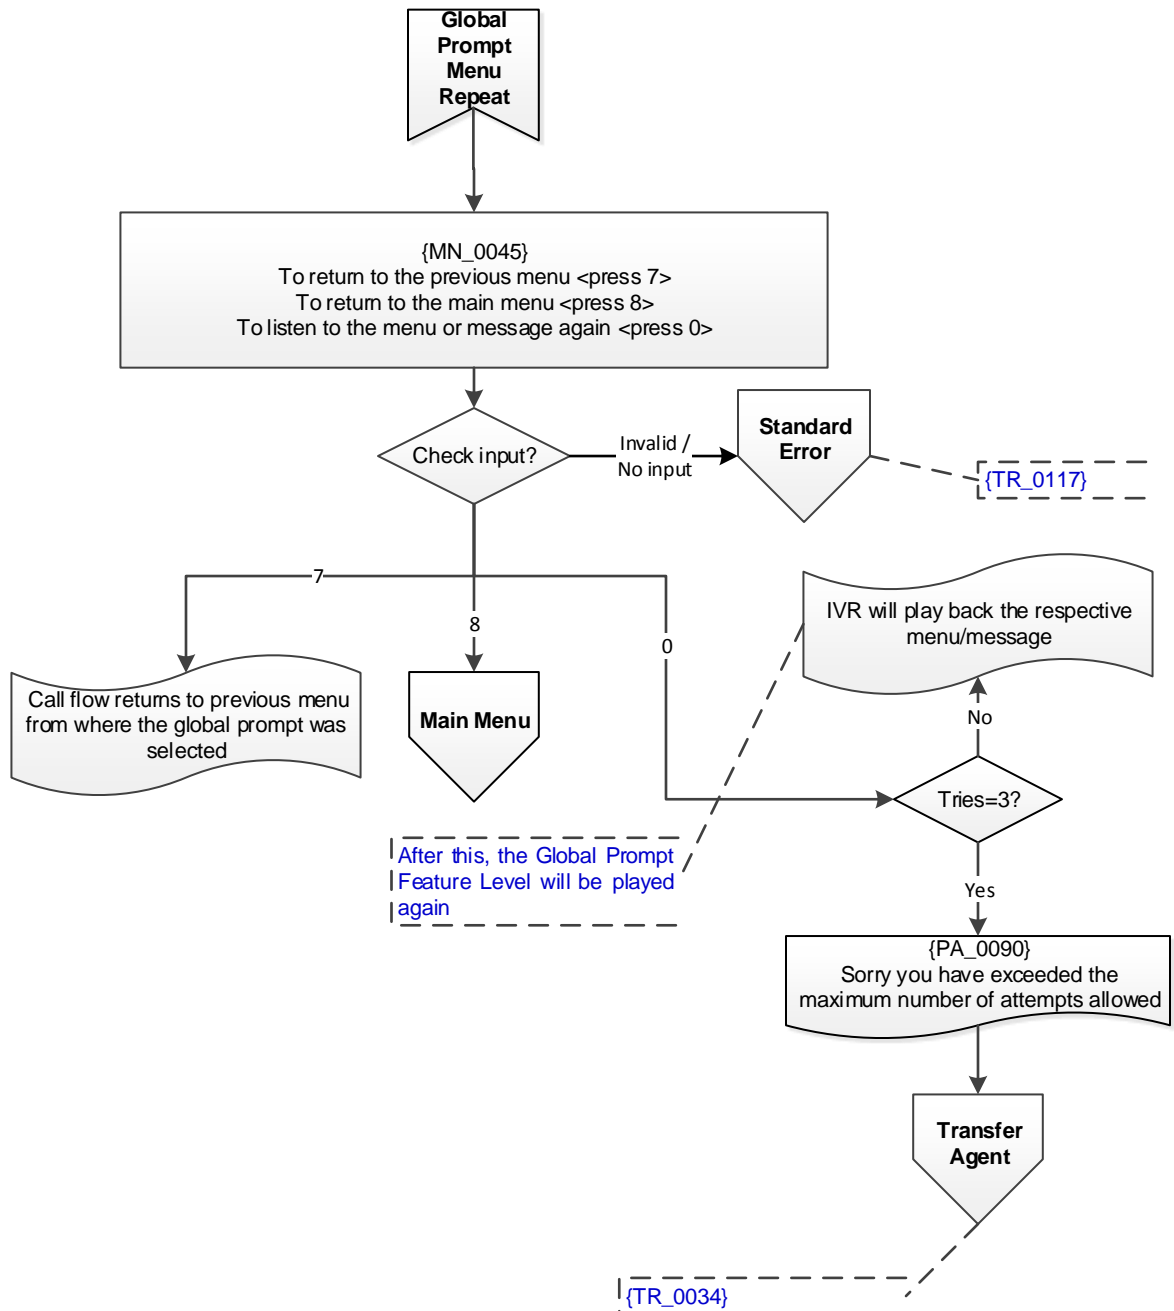 Global
Prompt
Menu
Repeat
{MN_0045}
To return to the previous menu <press 7>
To return to the main menu <press 8>
To listen to the menu or message again <press 0>
Check input?
Invalid /
No input
Standard
Error
{TR_0117}
7
8
0
IVR will play back the respective
menu/message
No
Call flow returns to previous menu
from where the global prompt was
selected
Main Menu
Tries=3?
After this, the Global Prompt
Feature Level will be played
again
Yes
{PA_0090}
Sorry you have exceeded the
maximum number of attempts allowed
Transfer
Agent
{TR_0034}